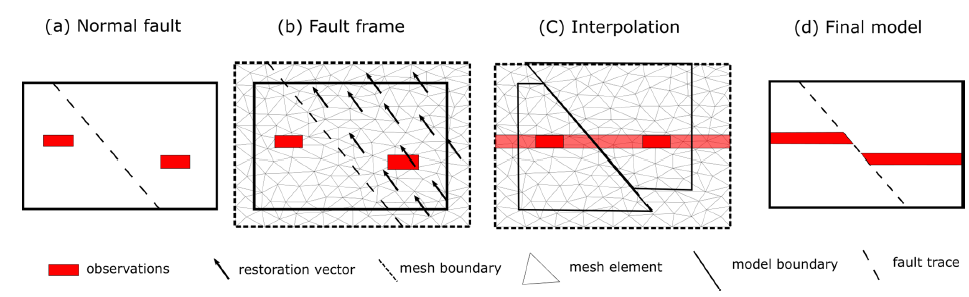 (a) Normal fault
(b) Fault frame
(C) Interpolation
(d) Final model
observations
restoration vector
mesh boundary
mesh element
model boundary
fault trace